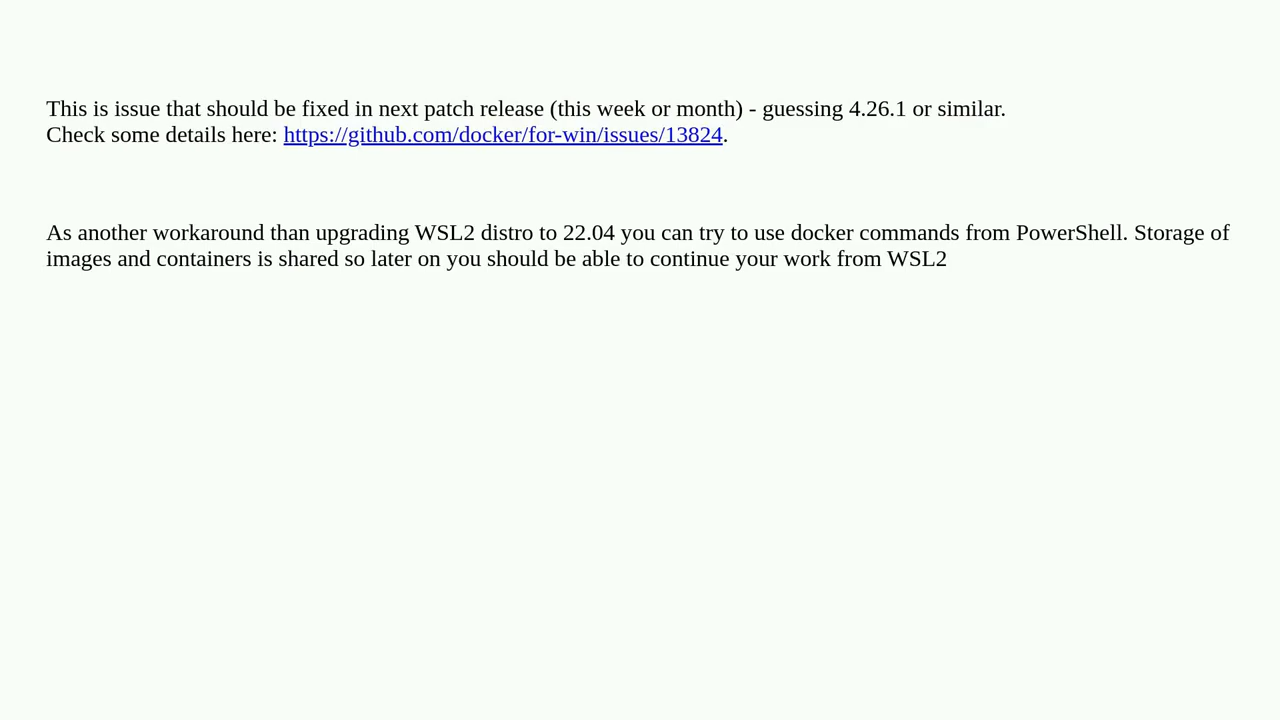 This is issue that should be fixed in next patch release (this week or month) - guessing 4.26.1 or similar.
Check some details here: https://github.com/docker/for-win/issues/13824.
As another workaround than upgrading WSL2 distro to 22.04 you can try to use docker commands from PowerShell. Storage of
images and containers is shared so later on you should be able to continue your work from WSL2